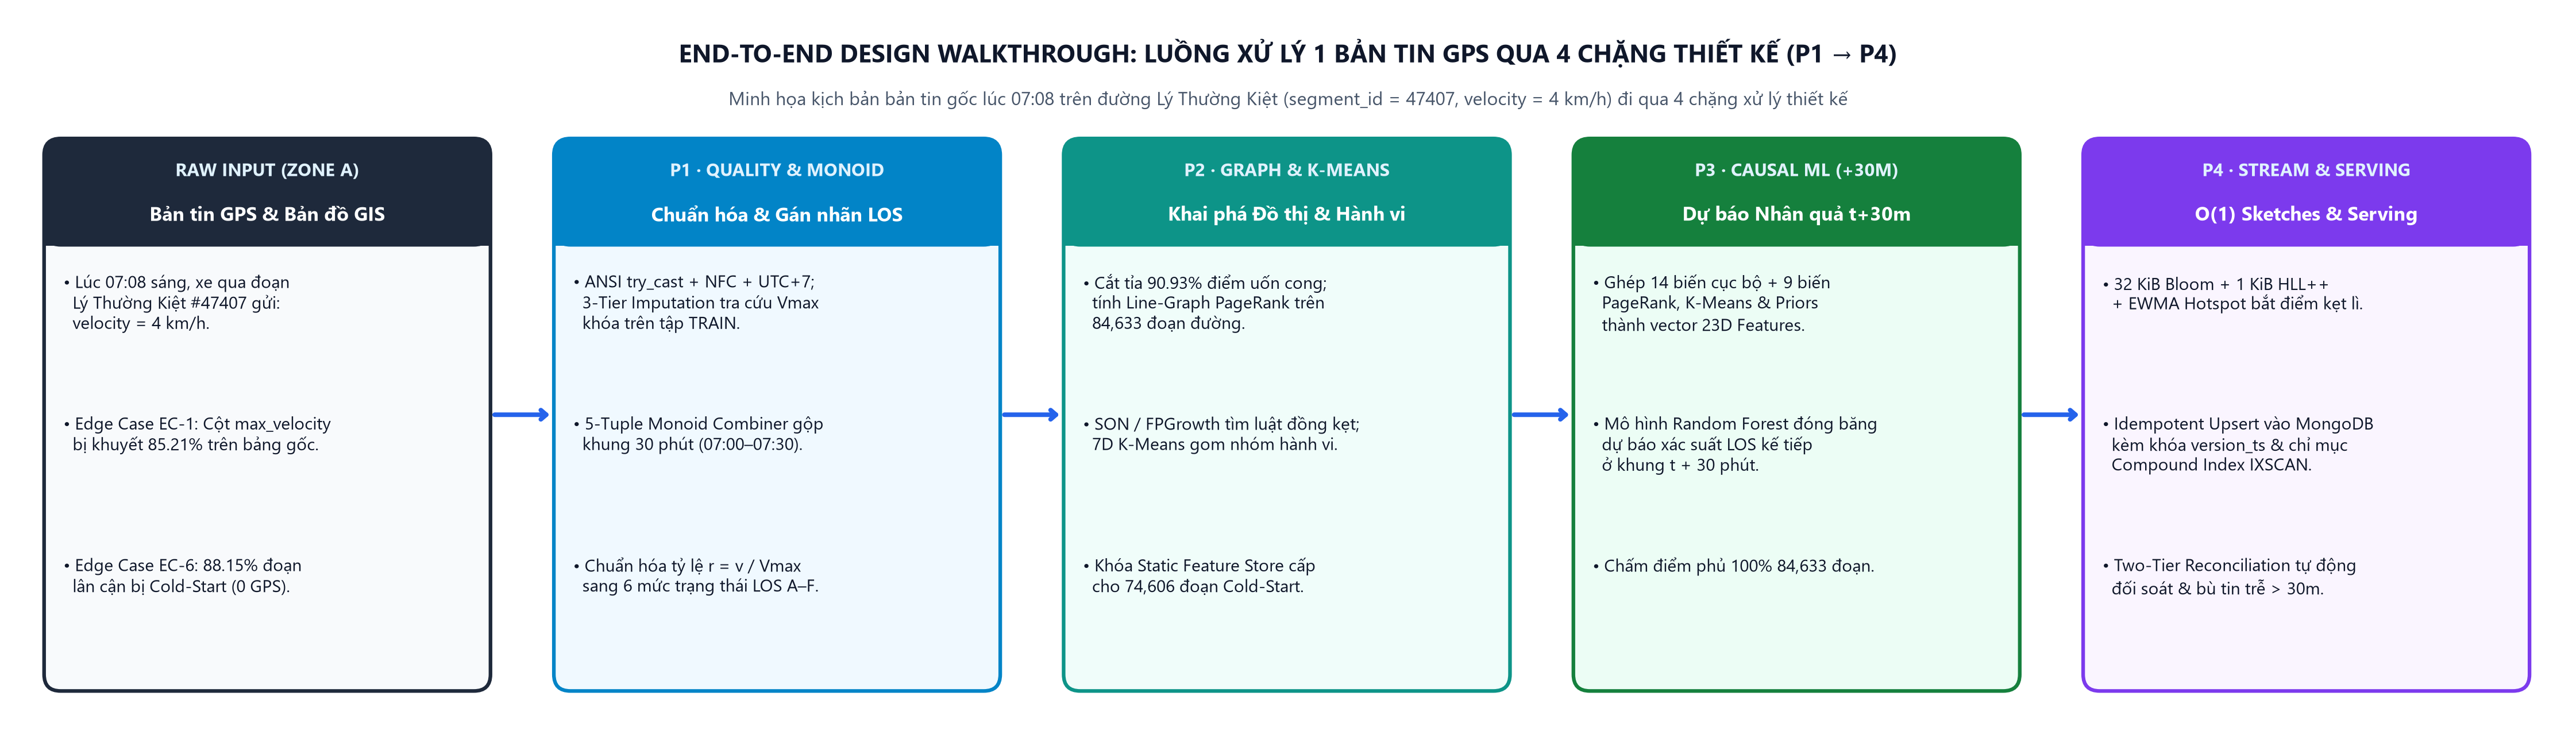 END-TO-END DESIGN WALKTHROUGH: LUỒNG XỬ LÝ 1 BẢN TIN GPS QUA 4 CHẶNG THIẾT KẾ (P1 → P4)
Minh họa kịch bản bản tin gốc lúc 07:08 trên đường Lý Thường Kiệt (segment_id = 47407, velocity = 4 km/h) đi qua 4 chặng xử lý thiết kế
RAW INPUT (ZONE A)
Bản tin GPS & Bản đồ GIS
• Lúc 07:08 sáng, xe qua đoạn
Lý Thường Kiệt #47407 gửi:
velocity = 4 km/h.
• Edge Case EC-1: Cột max_velocity
bị khuyết 85.21% trên bảng gốc.
• Edge Case EC-6: 88.15% đoạn
lân cận bị Cold-Start (0 GPS).
P1 · QUALITY & MONOID
Chuẩn hóa & Gán nhãn LOS
• ANSI try_cast + NFC + UTC+7;
3-Tier Imputation tra cứu Vmax
khóa trên tập TRAIN.
• 5-Tuple Monoid Combiner gộp
khung 30 phút (07:00–07:30).
• Chuẩn hóa tỷ lệ r = v / Vmax
sang 6 mức trạng thái LOS A–F.
P2 · GRAPH & K-MEANS
Khai phá Đồ thị & Hành vi
• Cắt tỉa 90.93% điểm uốn cong;
tính Line-Graph PageRank trên
84,633 đoạn đường.
• SON / FPGrowth tìm luật đồng kẹt;
7D K-Means gom nhóm hành vi.
• Khóa Static Feature Store cấp
cho 74,606 đoạn Cold-Start.
P3 · CAUSAL ML (+30M)
Dự báo Nhân quả t+30m
• Ghép 14 biến cục bộ + 9 biến
PageRank, K-Means & Priors
thành vector 23D Features.
• Mô hình Random Forest đóng băng
dự báo xác suất LOS kế tiếp
ở khung t + 30 phút.
• Chấm điểm phủ 100% 84,633 đoạn.
P4 · STREAM & SERVING
O(1) Sketches & Serving
• 32 KiB Bloom + 1 KiB HLL++
+ EWMA Hotspot bắt điểm kẹt lì.
• Idempotent Upsert vào MongoDB
kèm khóa version_ts & chỉ mục
Compound Index IXSCAN.
• Two-Tier Reconciliation tự động
đối soát & bù tin trễ > 30m.